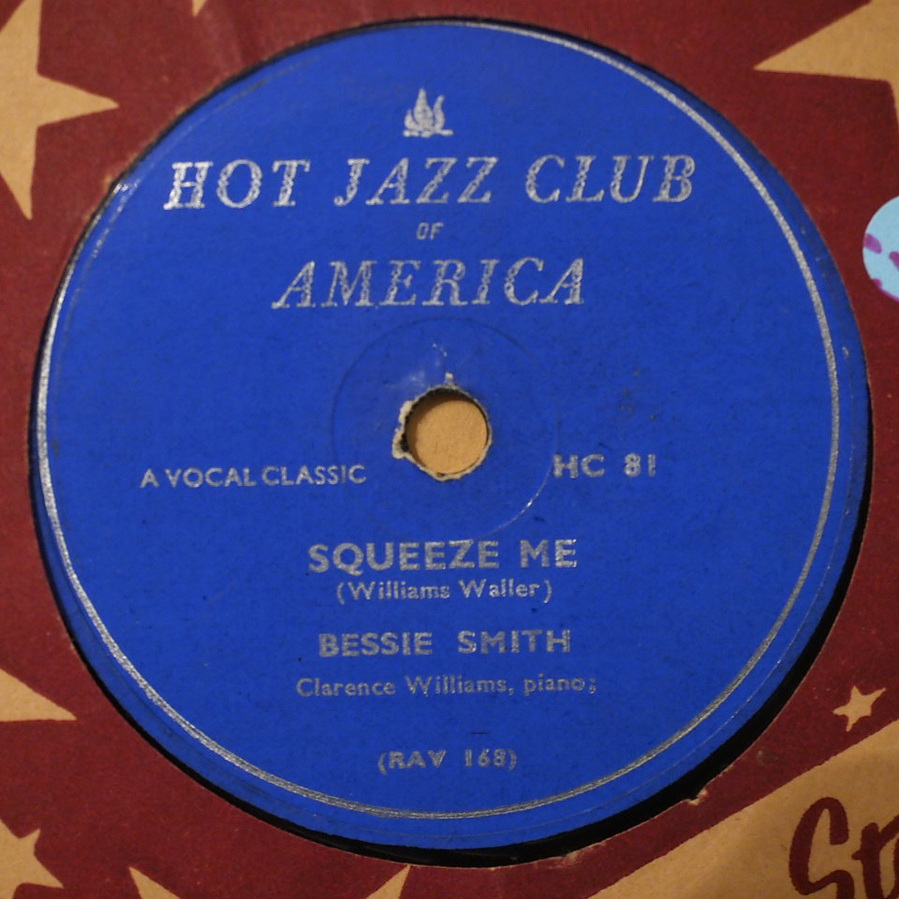 HOT JAZZ CLUB
OF
AMERICA
A VOCAL CLASSIC HC 81
SQUEEZE ME
(Williams Waller)
BESSIE SMITH
Clarence Williams, piano;
(RAV 168)